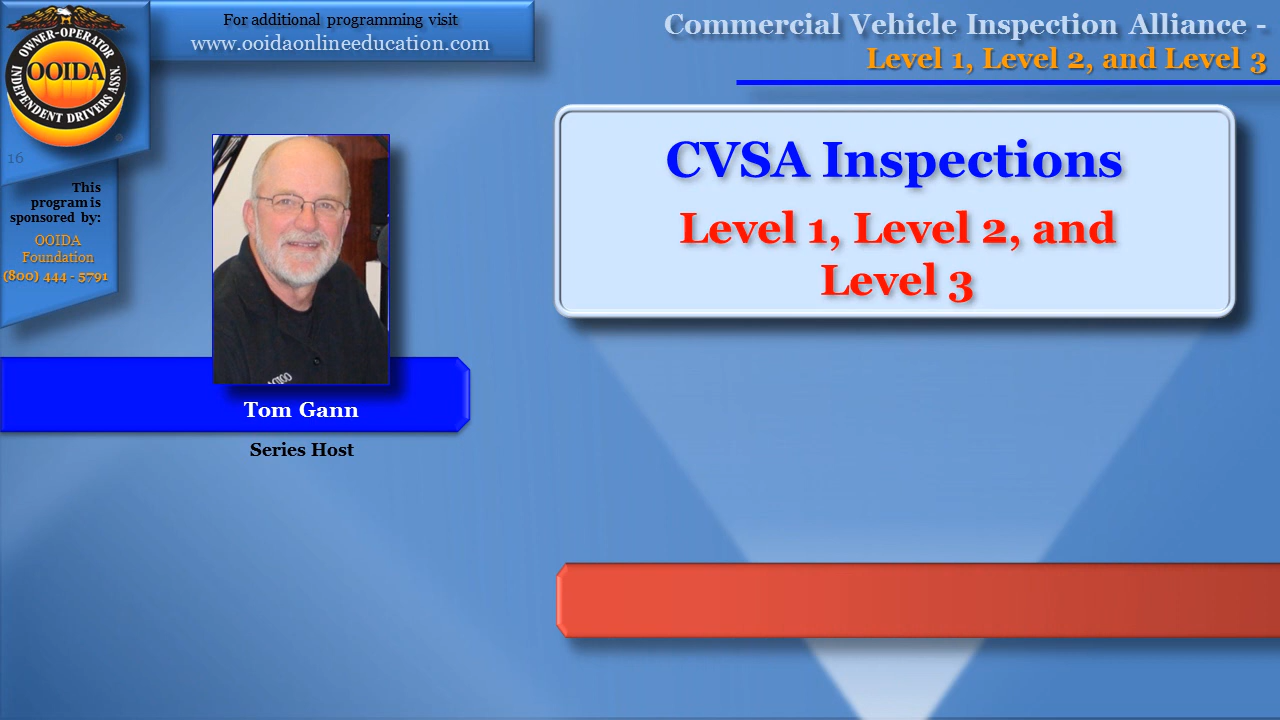 For additional programming visit
www.ooidaonlineeducation.com
Commercial Vehicle Inspection Alliance -
Level 1, Level 2, and Level 3
OWNER-OPERATOR
OOIDA
INDEPENDENT DRIVERS ASSN.
®
16
This
program is
sponsored by:
OOIDA
Foundation
(800) 444 - 5791
CVSA Inspections
Level 1, Level 2, and
Level 3
Tom Gann
Series Host